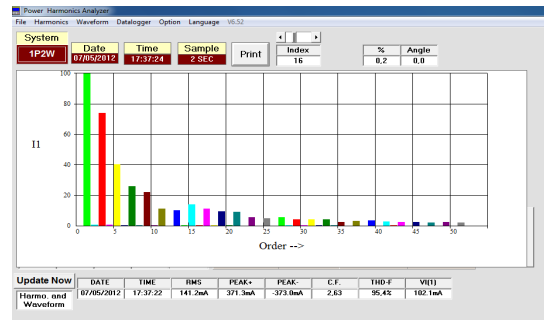 Power Harmonics Analyzer
File Harmonics Waveform Datalogger Option Language V6.52
System
1P2W
Date
07/05/2012
Time
17:37:24
Sample
2 SEC
Print
Index
16
% Angle
0,2 0,0
I1
100
80
60
40
20
0
0 5 10 15 20 25 30 35 40 45 50
Order -->
Update Now
Harmo. and
Waveform
DATE TIME RMS PEAK+ PEAK- C.F. THD-F VI(1)
07/05/2012 17:37:22 141.2mA 371.3mA -373.0mA 2,63 95,4% 102.1mA